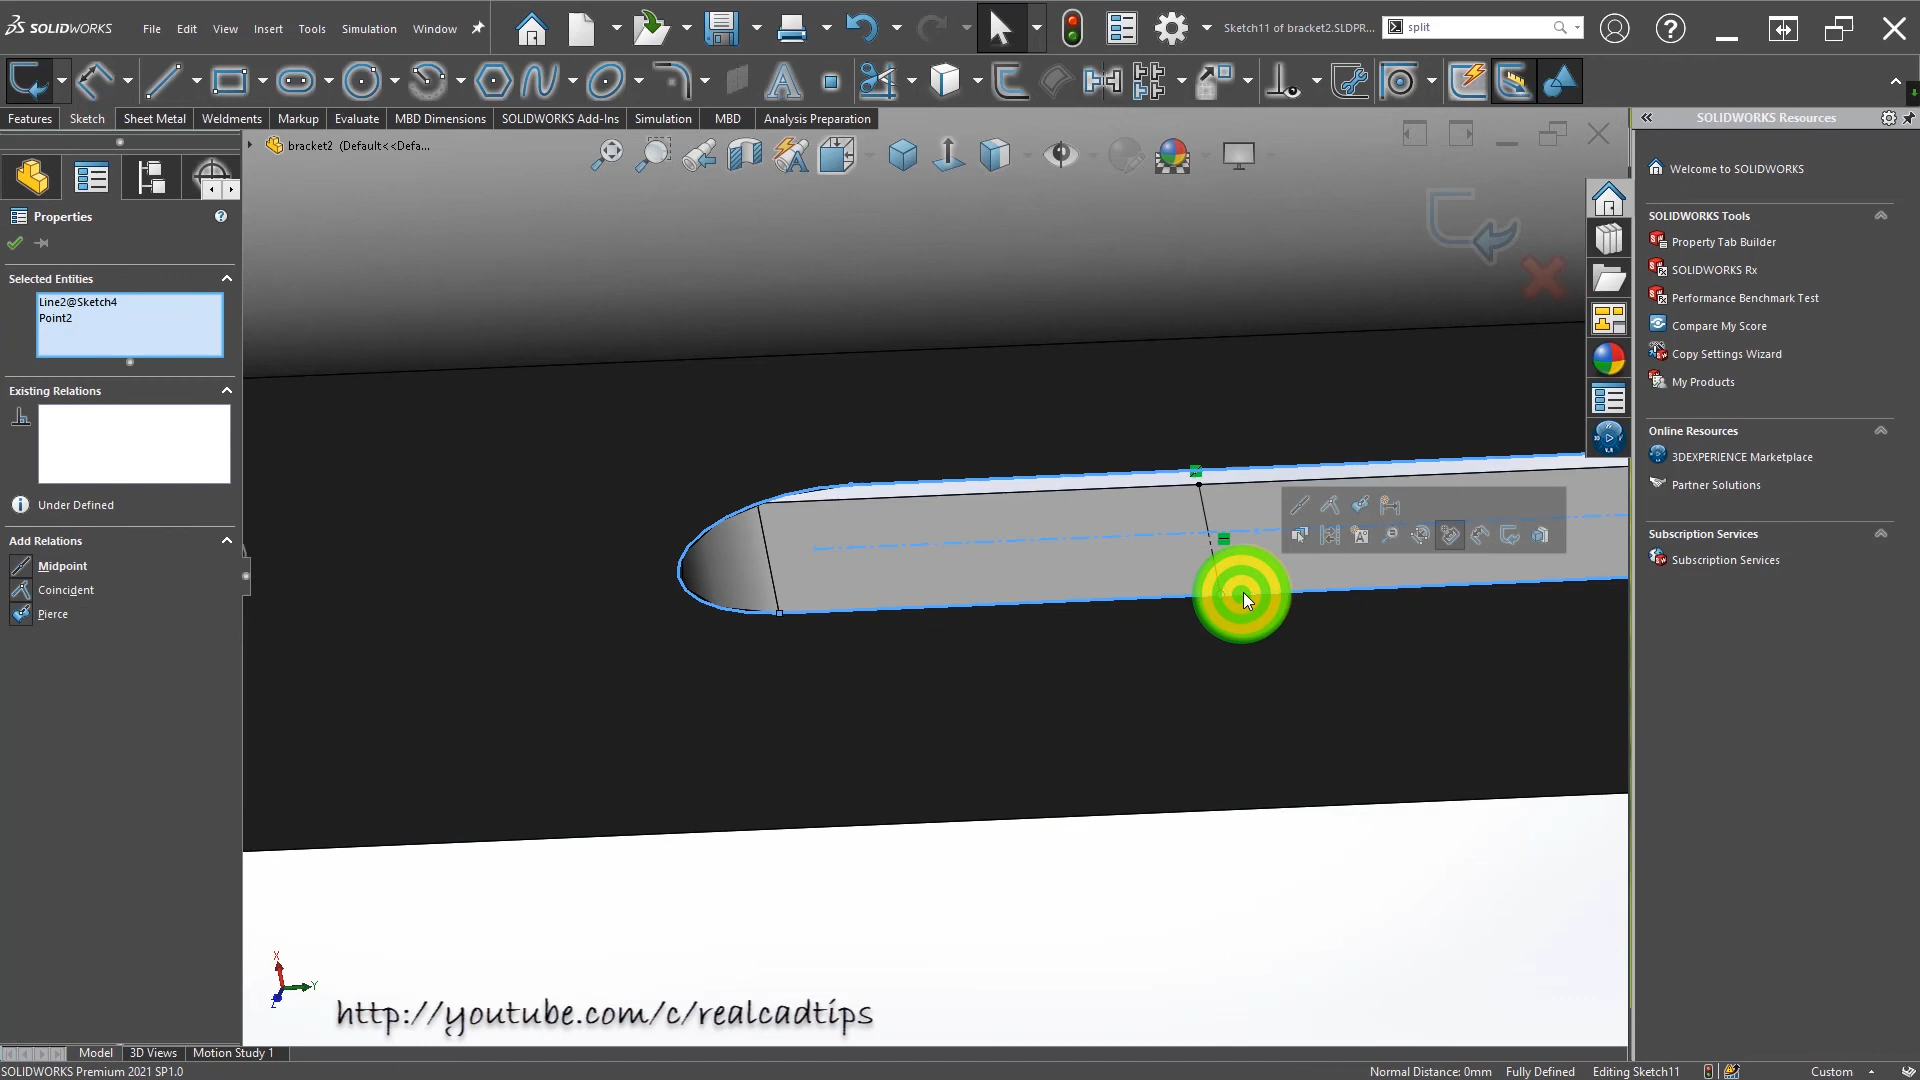 SOLIDWORKS File Edit View Insert Tools Simulation Window Sketch11 of bracket2.SLDPR... split
Features Sketch Sheet Metal Weldments Markup Evaluate MBD Dimensions SOLIDWORKS Add-Ins Simulation MBD Analysis Preparation
SOLIDWORKS Resources
bracket2 (Default<<Defa...
Properties
Selected Entities
Line2@Sketch4
Point2
Existing Relations
Under Defined
Add Relations
Midpoint
Coincident
Pierce
Welcome to SOLIDWORKS
SOLIDWORKS Tools
Property Tab Builder
SOLIDWORKS Rx
Performance Benchmark Test
Compare My Score
Copy Settings Wizard
My Products
Online Resources
3DEXPERIENCE Marketplace
Partner Solutions
Subscription Services
Subscription Services
X
Y
Z
http://youtube.com/c/realcadtips
Model 3D Views Motion Study 1
SOLIDWORKS Premium 2021 SP1.0 Normal Distance: 0mm Fully Defined Editing Sketch11 Custom